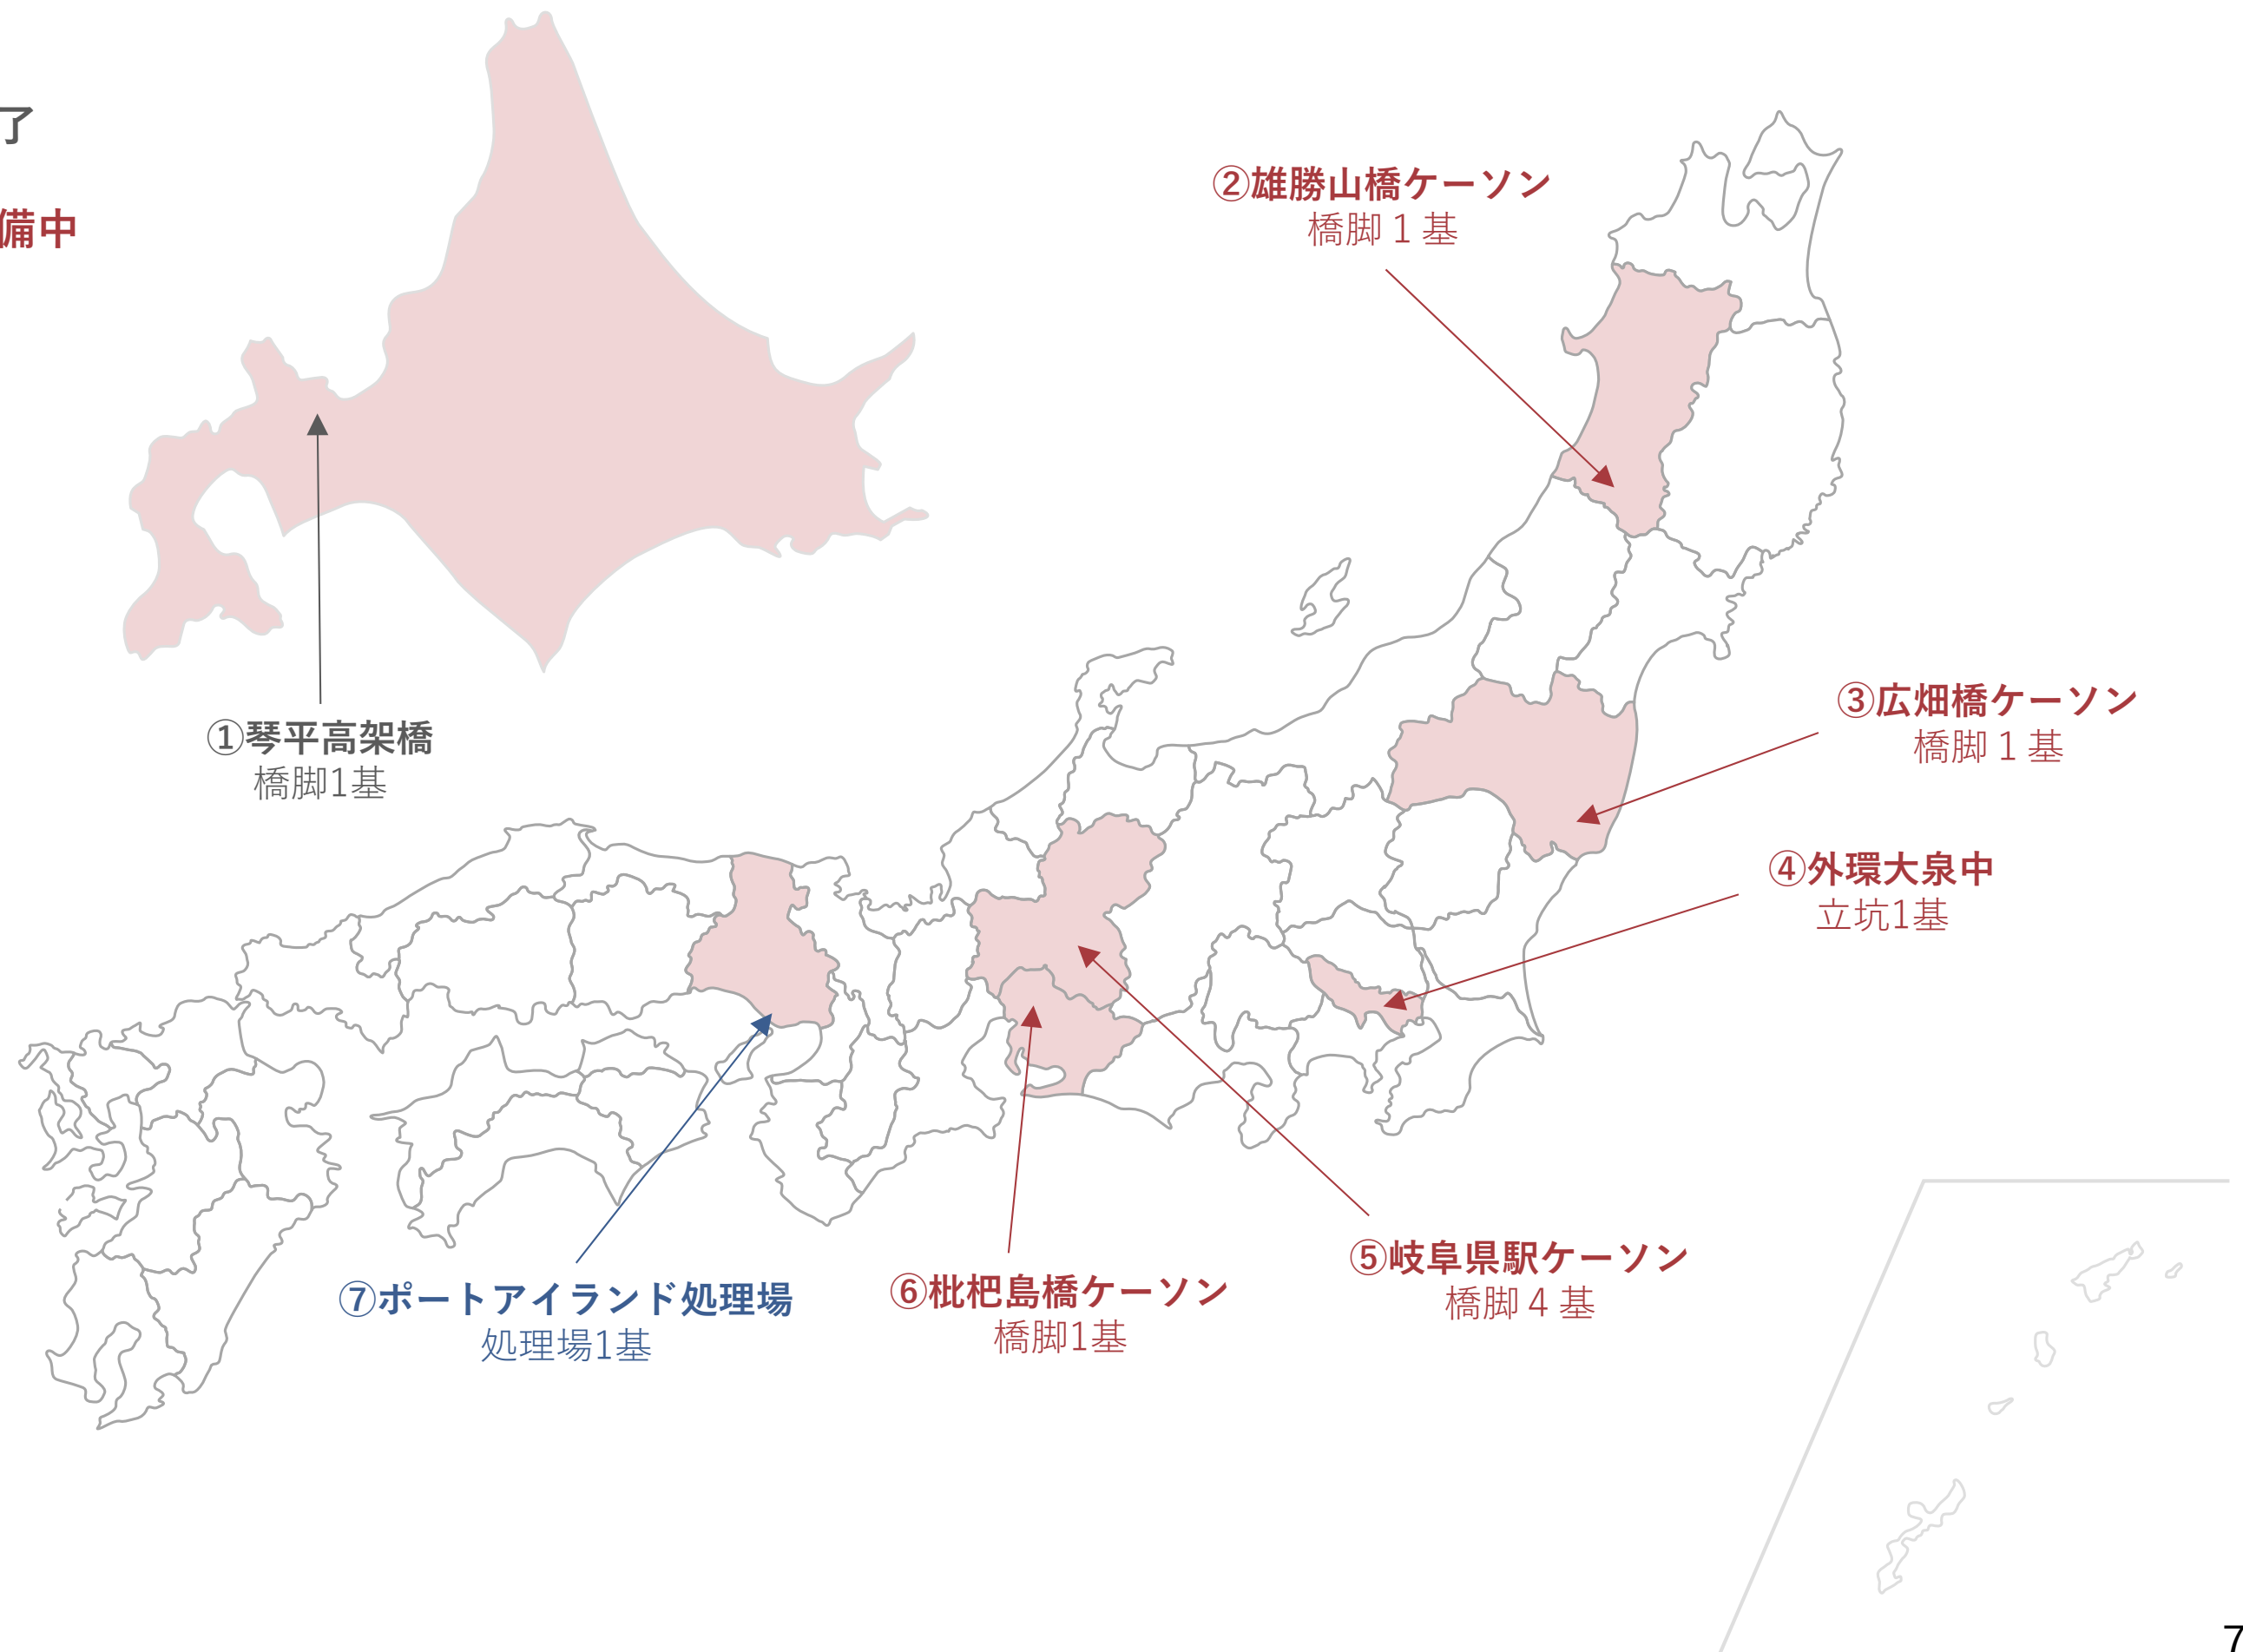 了
備中
②雄勝山橋ケーソン
橋脚１基
①琴平高架橋
橋脚1基
③広畑橋ケーソン
橋脚１基
④外環大泉中
立坑1基
⑤岐阜県駅ケーソン
橋脚４基
⑥枇杷島橋ケーソン
橋脚1基
⑦ポートアイランド処理場
処理場1基
7